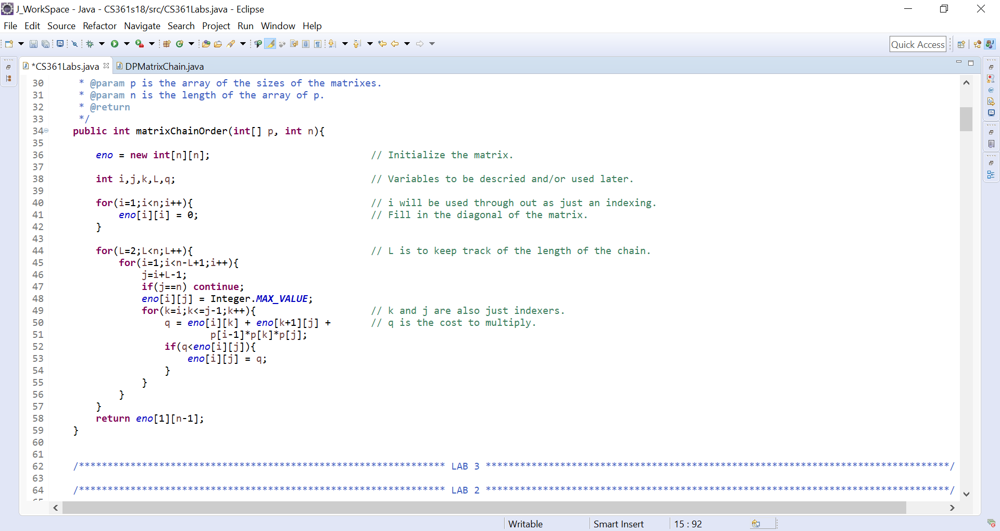 J_WorkSpace - Java - CS361s18/src/CS361Labs.java - Eclipse
File Edit Source Refactor Navigate Search Project Run Window Help
Quick Access
*CS361Labs.java DPMatrixChain.java
30 * @param p is the array of the sizes of the matrixes.
31 * @param n is the length of the array of p.
32 * @return
33 */
34 public int matrixChainOrder(int[] p, int n){
35
36 eno = new int[n][n]; // Initialize the matrix.
37
38 int i,j,k,L,q; // Variables to be descried and/or used later.
39
40 for(i=1;i<n;i++){ // i will be used through out as just an indexing.
41 eno[i][i] = 0; // Fill in the diagonal of the matrix.
42 }
43
44 for(L=2;L<n;L++){ // L is to keep track of the length of the chain.
45 for(i=1;i<n-L+1;i++){
46 j=i+L-1;
47 if(j==n) continue;
48 eno[i][j] = Integer.MAX_VALUE;
49 for(k=i;k<=j-1;k++){ // k and j are also just indexers.
50 q = eno[i][k] + eno[k+1][j] + // q is the cost to multiply.
51 p[i-1]*p[k]*p[j];
52 if(q<eno[i][j]){
53 eno[i][j] = q;
54 }
55 }
56 }
57 }
58 return eno[1][n-1];
59 }
60
61
62 /**************************************************************** LAB 3 *********************************************************************************/
63
64 /**************************************************************** LAB 2 *********************************************************************************/
Writable Smart Insert 15 : 92